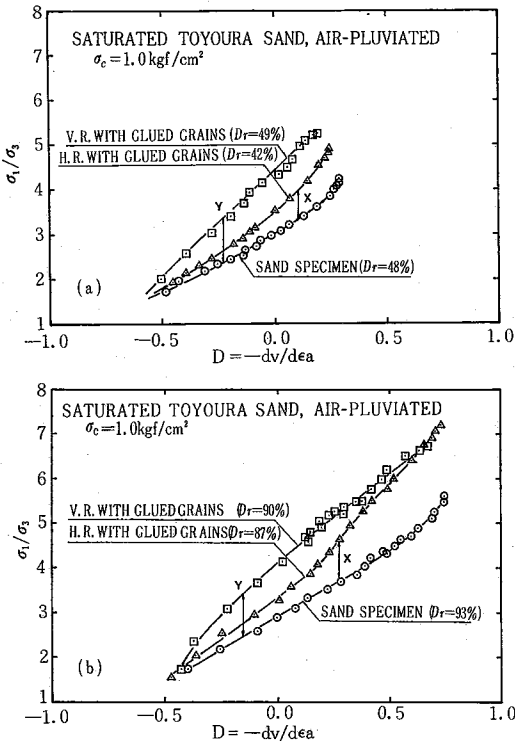 8
SATURATED TOYOURA SAND, AIR-PLUVIATED
σc=1.0kgf/cm²
7
6
V.R. WITH GLUED GRAINS (Dr=49%)
5
H.R. WITH GLUED GRAINS (Dr=42%)
σ1/σ3
4
Y
X
3
SAND SPECIMEN (Dr=48%)
2
(a)
1
−1.0
−0.5
0.0
0.5
1.0
D=−dv/dεa
8
SATURATED TOYOURA SAND, AIR-PLUVIATED
σc=1.0kgf/cm²
7
6
V.R. WITH GLUED GRAINS (Dr=90%)
5
H.R. WITH GLUED GRAINS (Dr=87%)
σ1/σ3
4
X
Y
3
SAND SPECIMEN (Dr=93%)
2
(b)
1
−1.0
−0.5
0.0
0.5
1.0
D=−dv/dεa